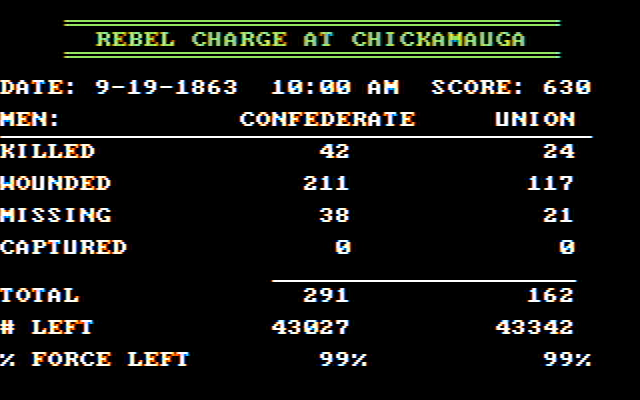 REBEL CHARGE AT CHICKAMAUGA
DATE: 9-19-1863 10:00 AM SCORE: 630
MEN: CONFEDERATE UNION
KILLED 42 24
WOUNDED 211 117
MISSING 38 21
CAPTURED 0 0
TOTAL 291 162
# LEFT 43027 43342
% FORCE LEFT 99% 99%